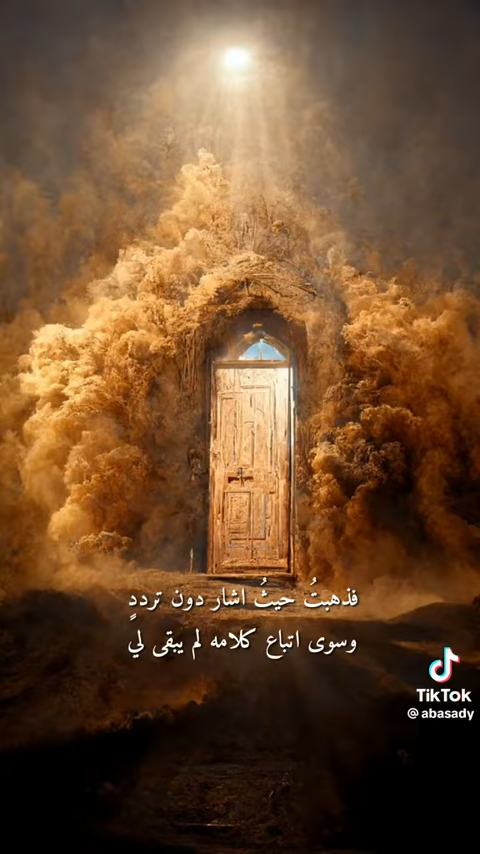 فذهبتُ حيثُ اشار دون ترددٍ
وسوى اتباع كلامه لم يبقى لي
TikTok
@abasady